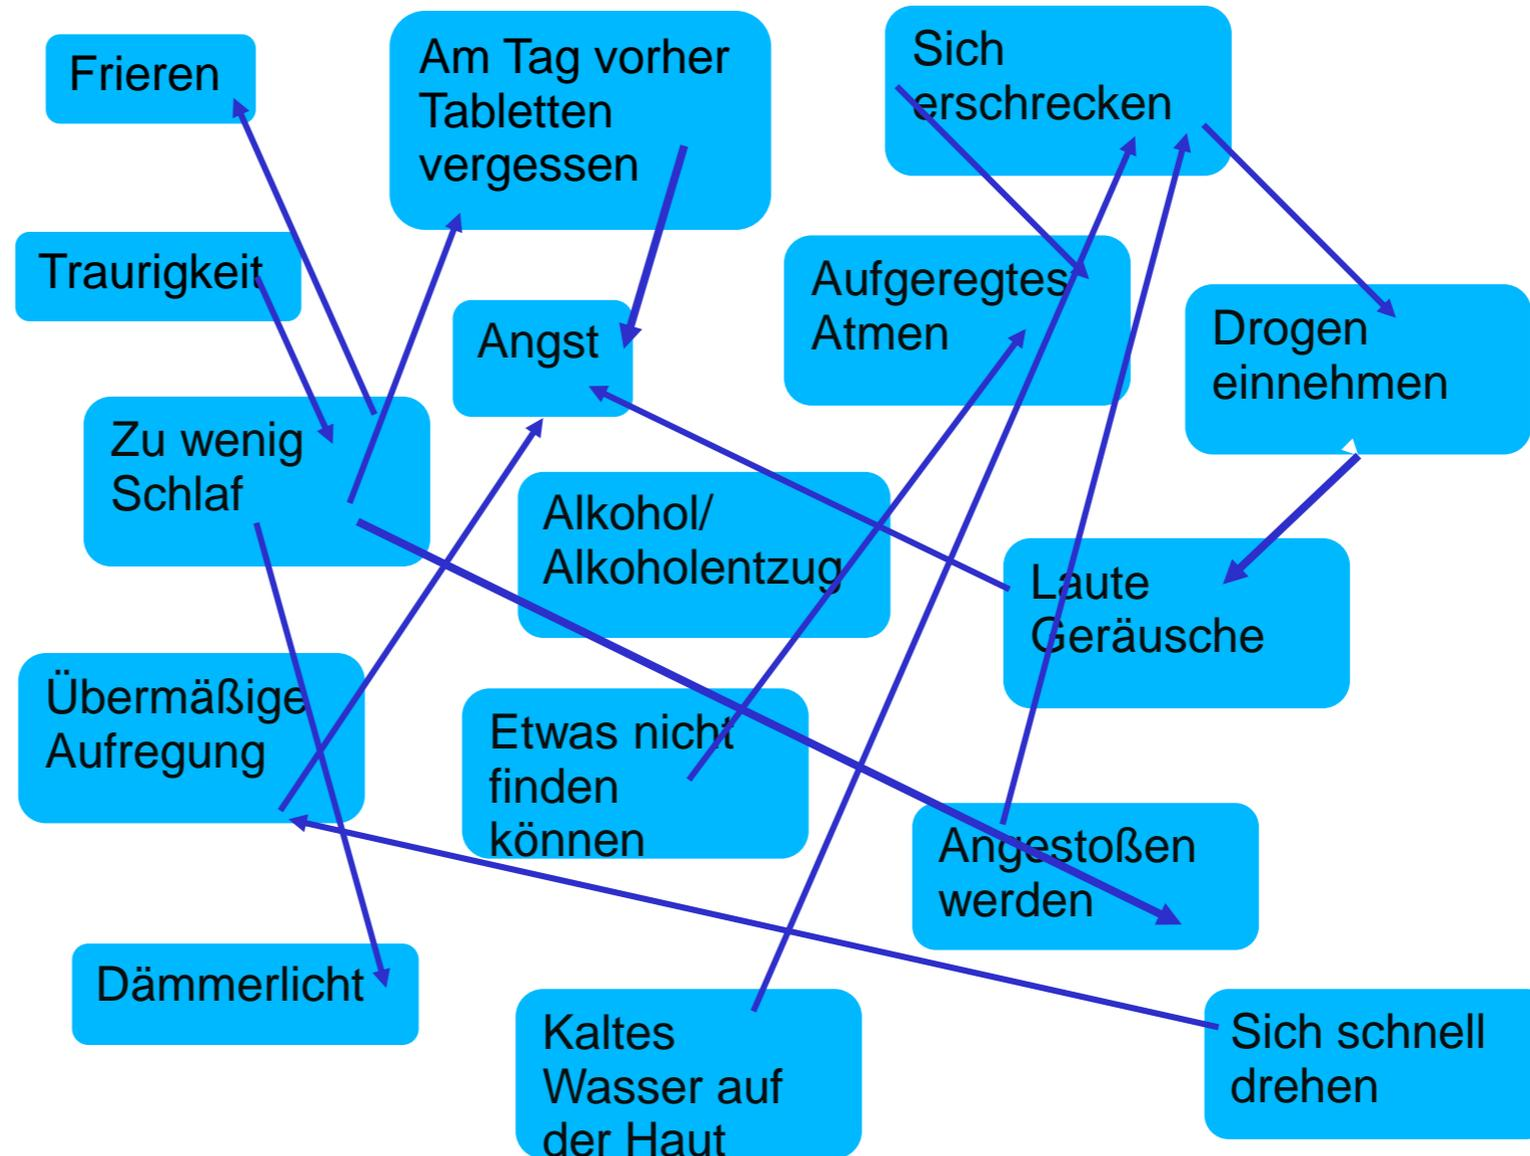 Frieren
Am Tag vorher
Tabletten
vergessen
Sich
erschrecken
Traurigkeit
Angst
Aufgeregtes
Atmen
Drogen
einnehmen
Zu wenig
Schlaf
Alkohol/
Alkoholentzug
Laute
Geräusche
Übermäßige
Aufregung
Etwas nicht
finden
können
Angestoßen
werden
Dämmerlicht
Kaltes
Wasser auf
der Haut
Sich schnell
drehen